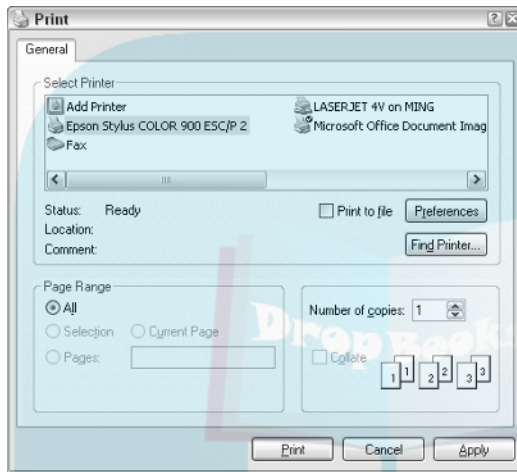 Print
General
Select Printer
Add Printer
Epson Stylus COLOR 900 ESC/P 2
Fax
LASERJET 4V on MING
Microsoft Office Document Imag
Status: Ready
Location:
Comment:
Print to file
Preferences
Find Printer...
Page Range
All
Selection Current Page
Pages:
Number of copies: 1
Collate
1 1 2 2 3 3
Drop Books
Print Cancel Apply